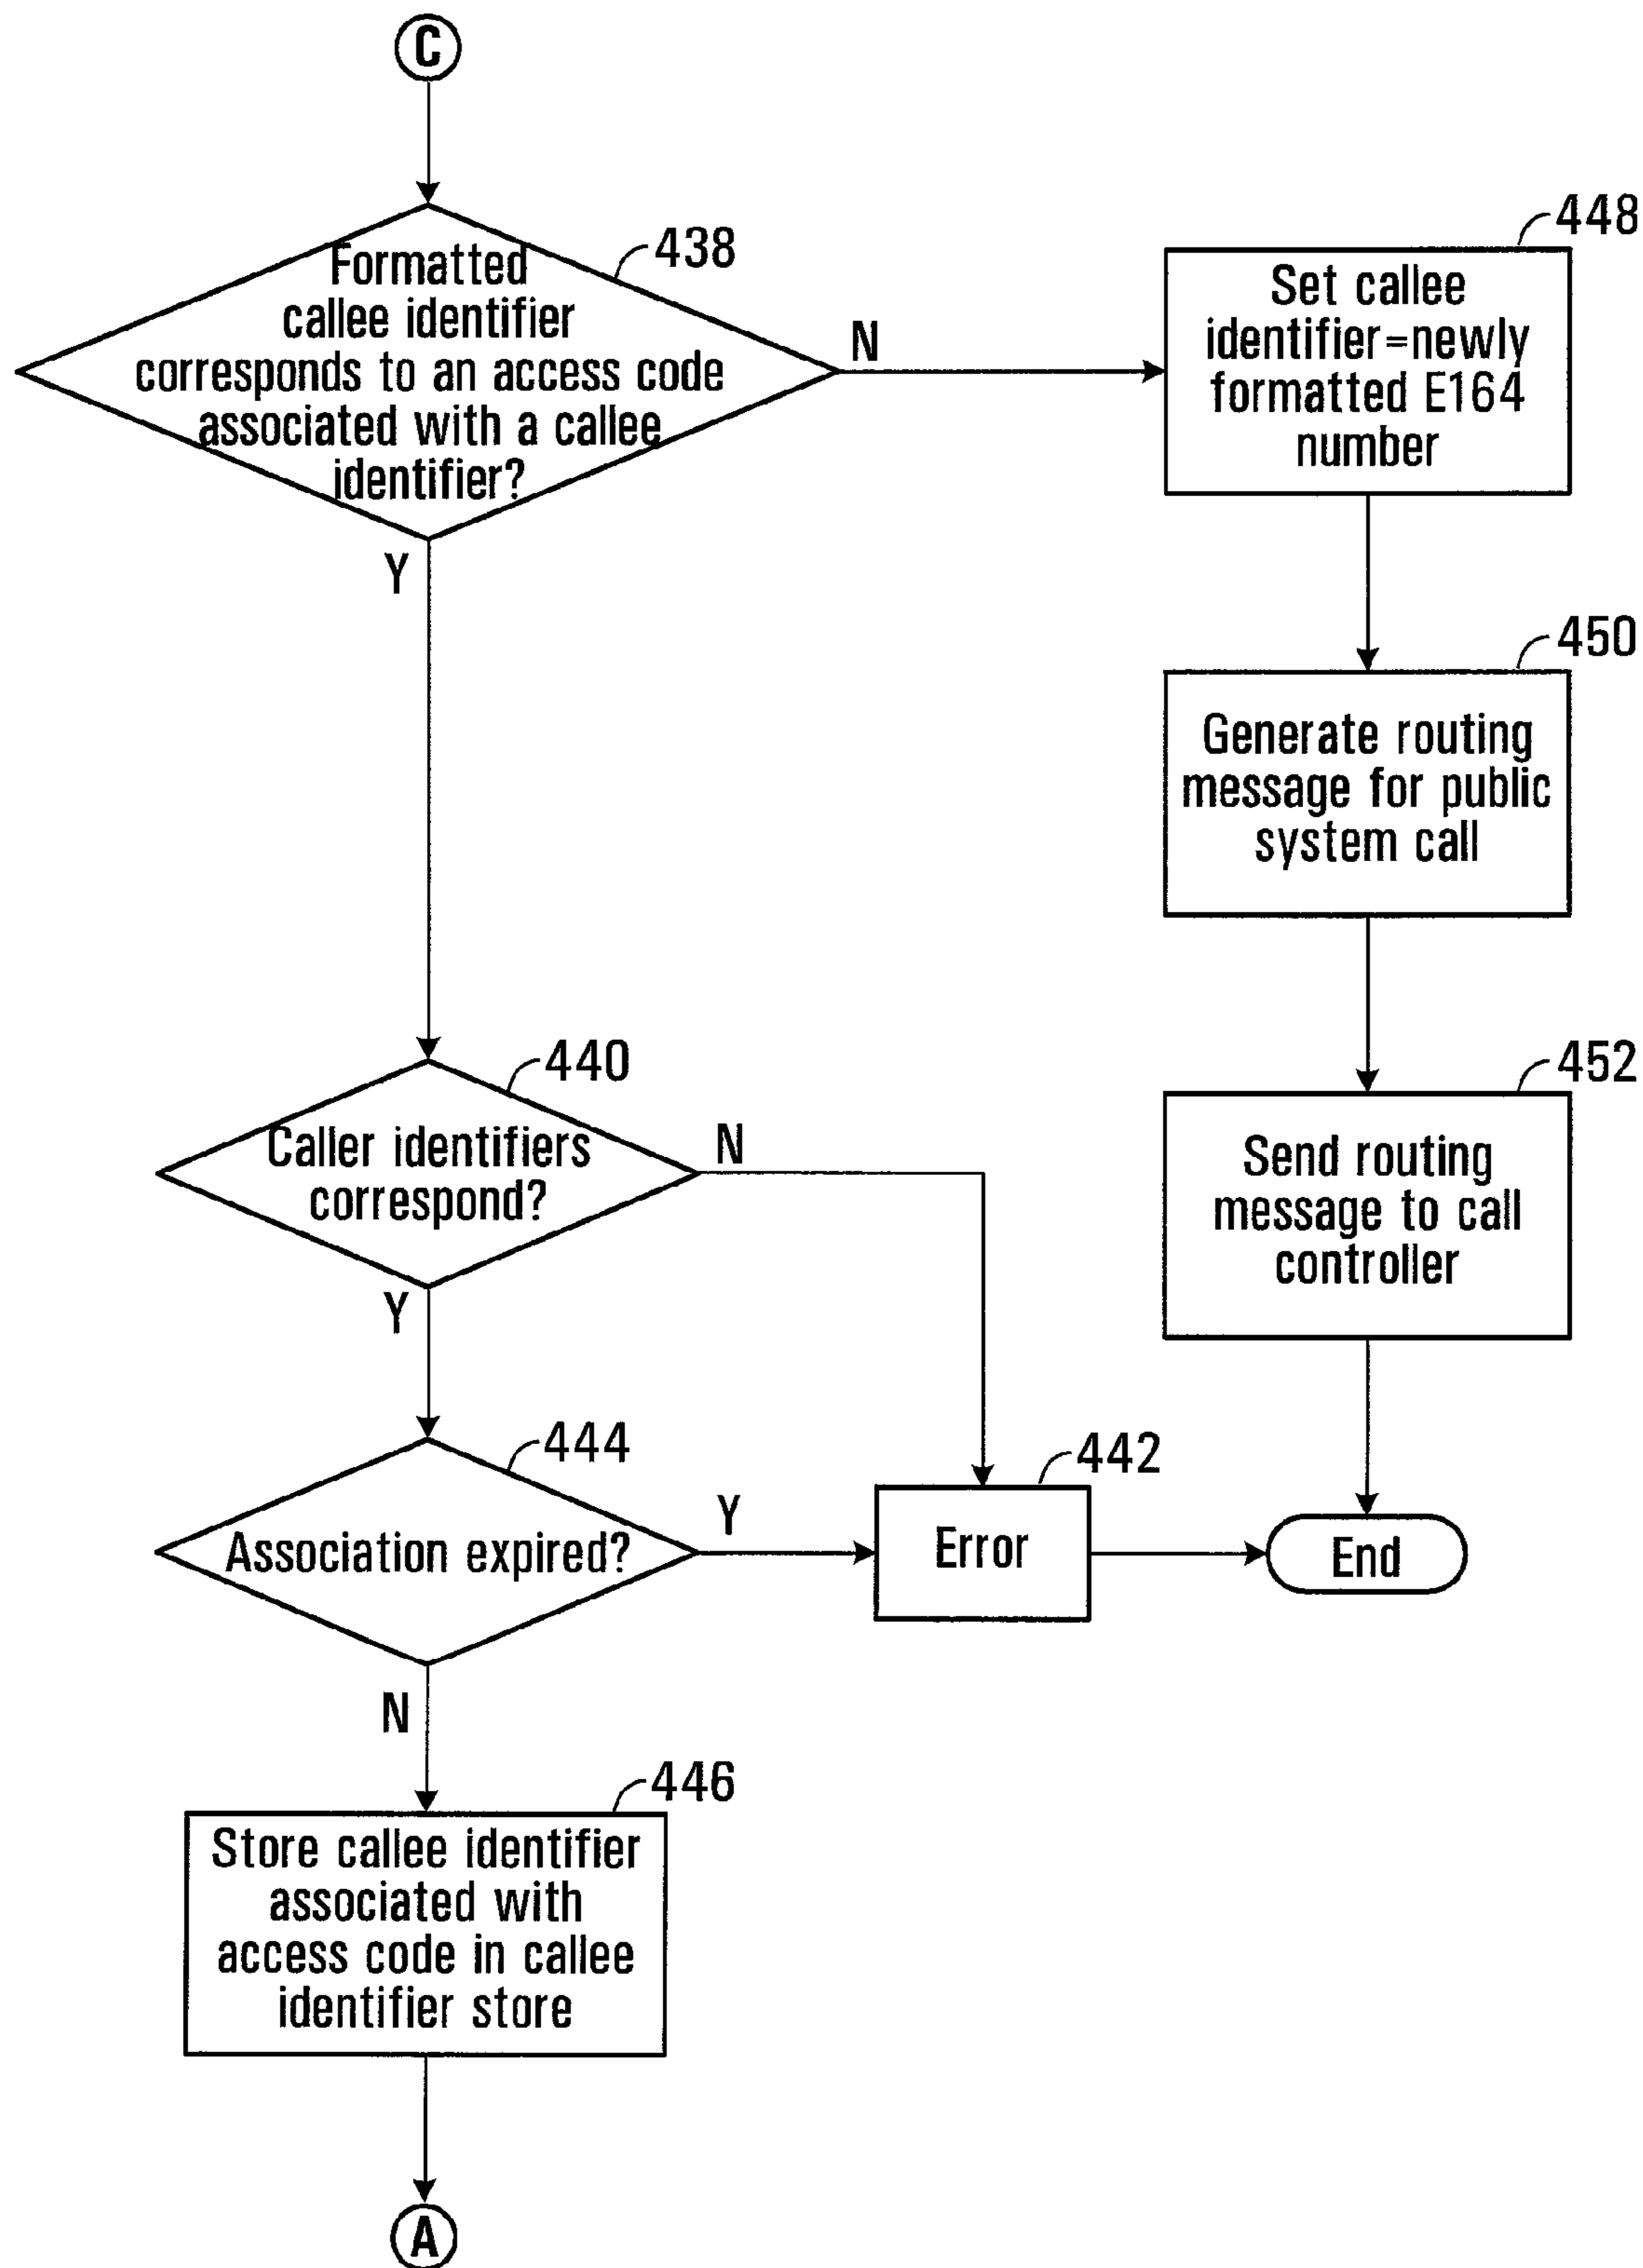 C
438
Formatted
callee identifier
corresponds to an access code
associated with a callee
identifier?
N
Y
448
Set callee
identifier=newly
formatted E164
number
450
Generate routing
message for public
system call
440
Caller identifiers
correspond?
N
Y
452
Send routing
message to call
controller
444
Association expired?
Y
N
442
Error
End
446
Store callee identifier
associated with
access code in callee
identifier store
A